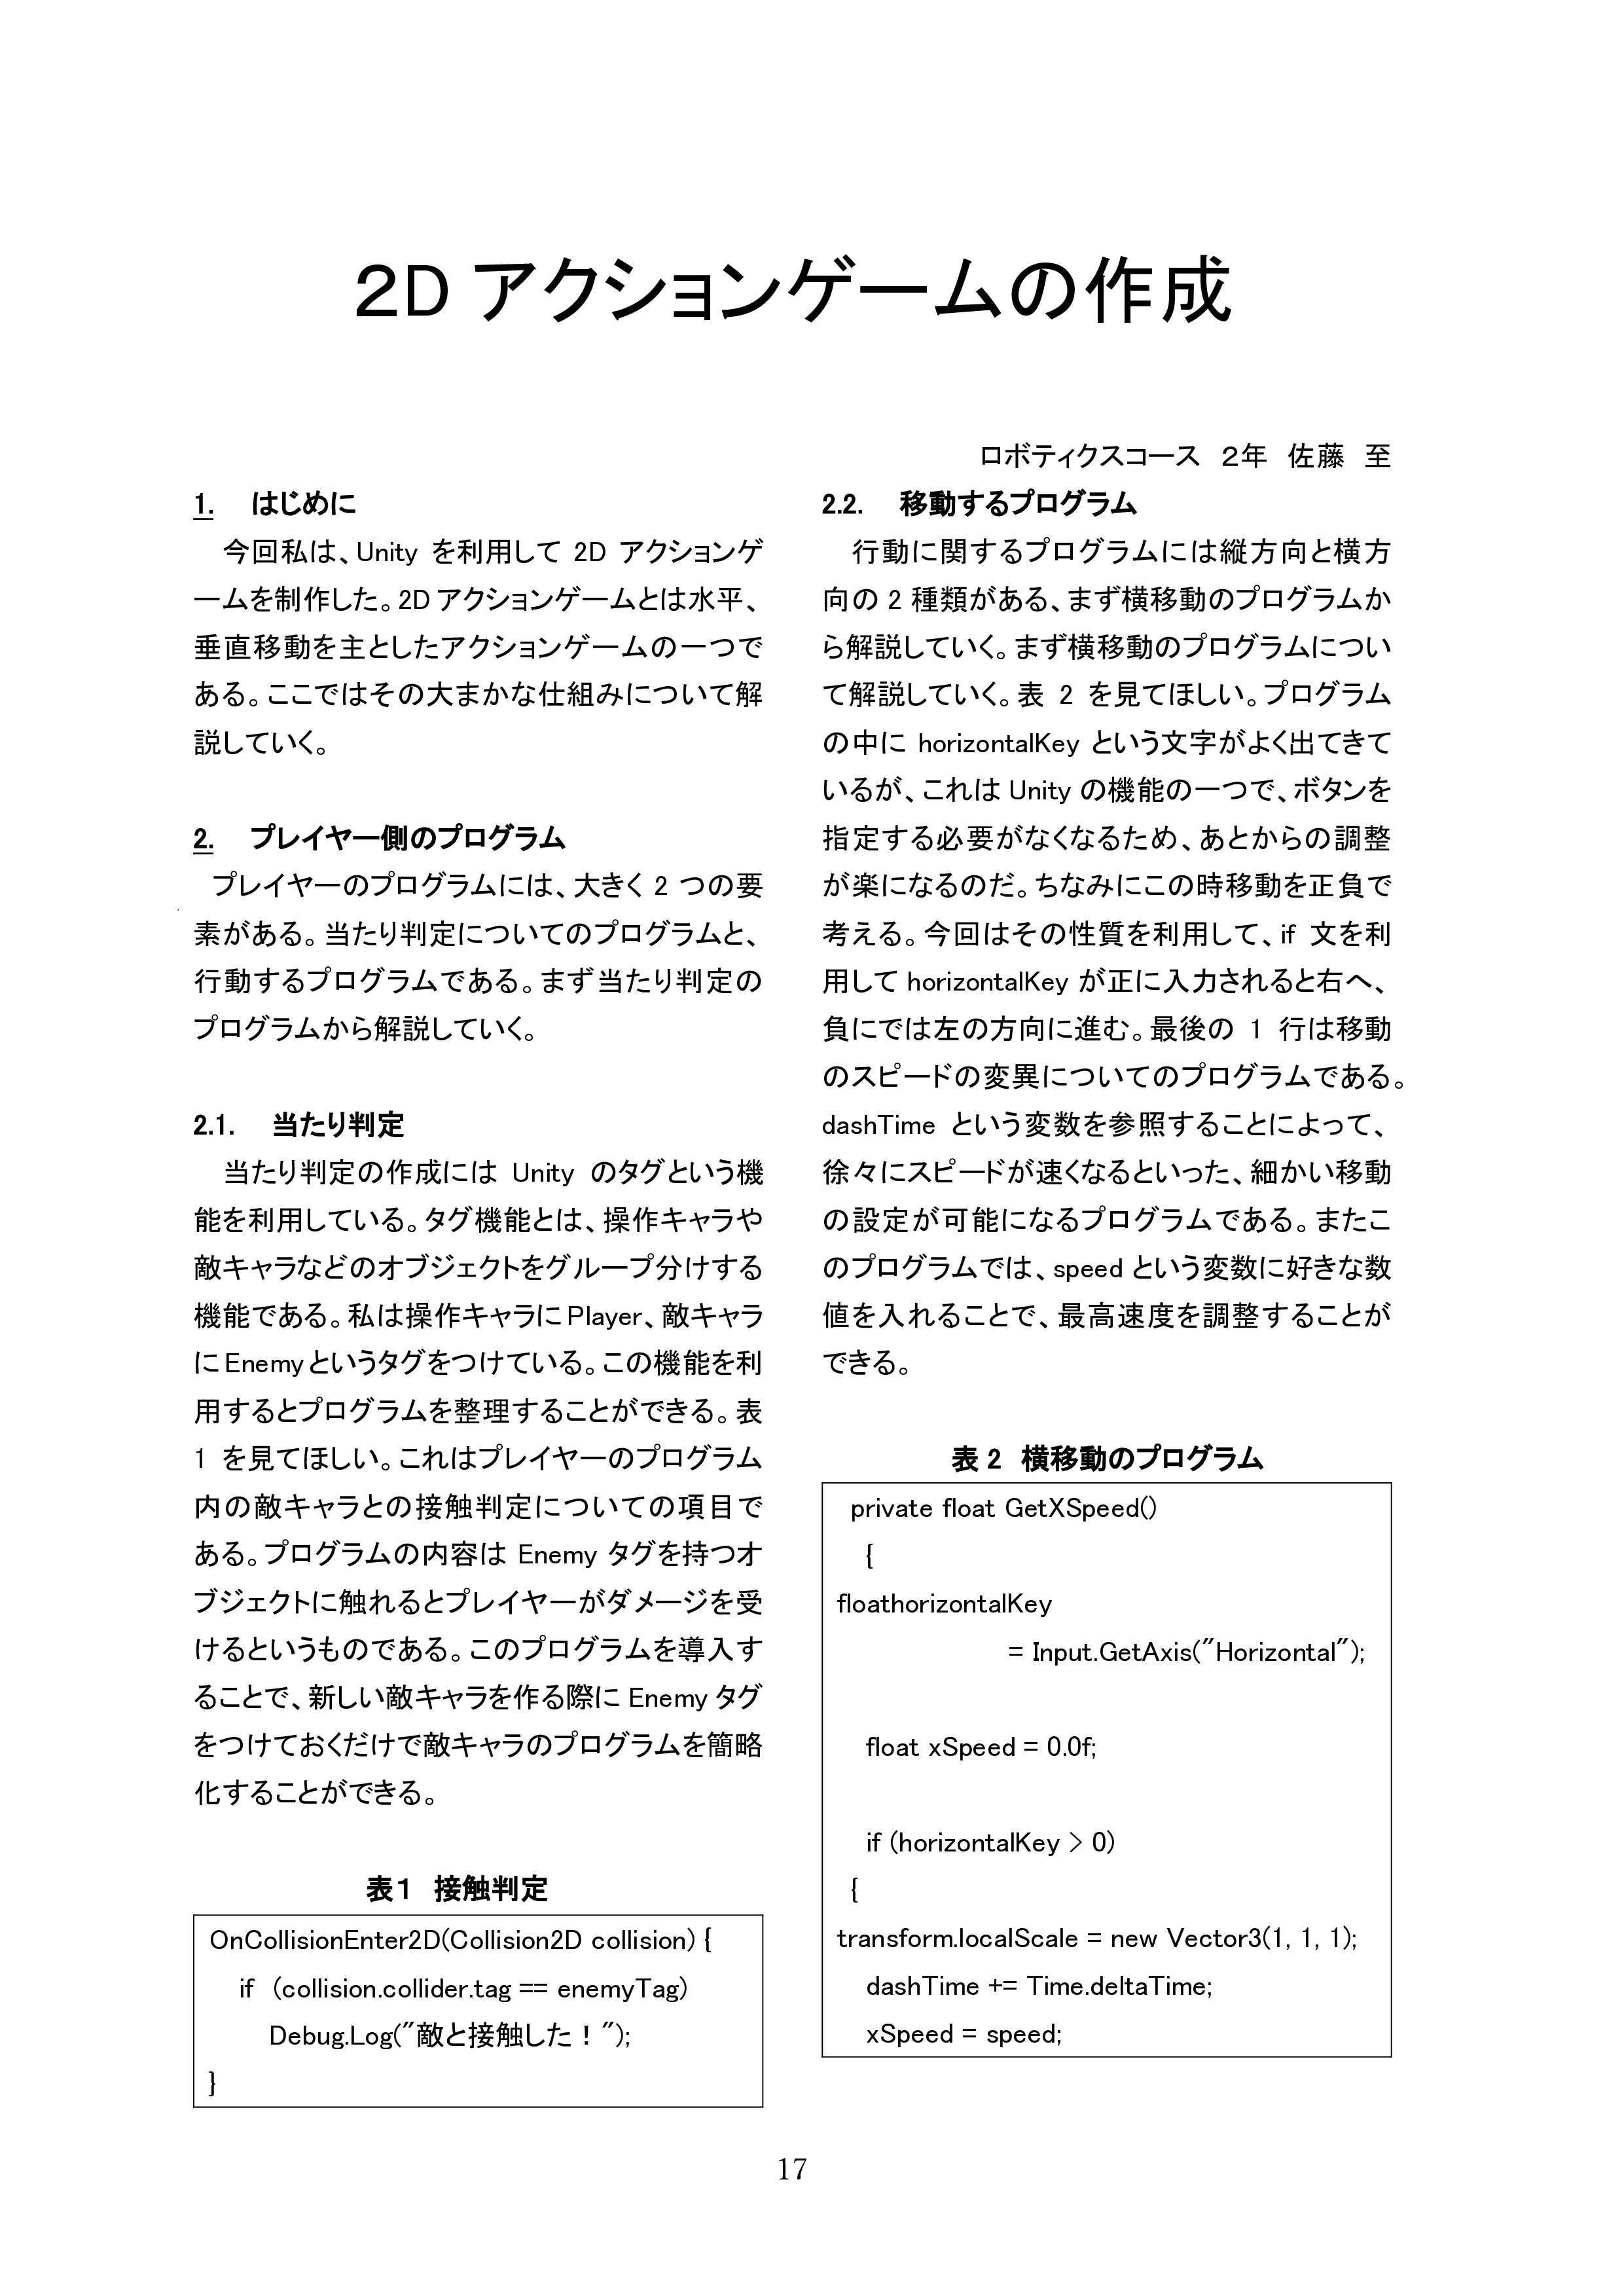 2D アクションゲームの作成
ロボティクスコース 2年 佐藤 至
1. はじめに
今回私は、Unity を利用して 2D アクションゲ
ームを制作した。2D アクションゲームとは水平、
垂直移動を主としたアクションゲームの一つで
ある。ここではその大まかな仕組みについて解
説していく。
2. プレイヤー側のプログラム
プレイヤーのプログラムには、大きく 2 つの要
素がある。当たり判定についてのプログラムと、
行動するプログラムである。まず当たり判定の
プログラムから解説していく。
2.1. 当たり判定
当たり判定の作成には Unity のタグという機
能を利用している。タグ機能とは、操作キャラや
敵キャラなどのオブジェクトをグループ分けする
機能である。私は操作キャラに Player、敵キャラ
に Enemy というタグをつけている。この機能を利
用するとプログラムを整理することができる。表
1 を見てほしい。これはプレイヤーのプログラム
内の敵キャラとの接触判定についての項目で
ある。プログラムの内容は Enemy タグを持つオ
ブジェクトに触れるとプレイヤーがダメージを受
けるというものである。このプログラムを導入す
ることで、新しい敵キャラを作る際に Enemy タグ
をつけておくだけで敵キャラのプログラムを簡略
化することができる。
表1 接触判定
OnCollisionEnter2D(Collision2D collision) {
if (collision.collider.tag == enemyTag)
Debug.Log("敵と接触した！");
}
2.2. 移動するプログラム
行動に関するプログラムには縦方向と横方
向の 2 種類がある、まず横移動のプログラムか
ら解説していく。まず横移動のプログラムについ
て解説していく。表 2 を見てほしい。プログラム
の中に horizontalKey という文字がよく出てきて
いるが、これは Unity の機能の一つで、ボタンを
指定する必要がなくなるため、あとからの調整
が楽になるのだ。ちなみにこの時移動を正負で
考える。今回はその性質を利用して、if 文を利
用して horizontalKey が正に入力されると右へ、
負にでは左の方向に進む。最後の 1 行は移動
のスピードの変異についてのプログラムである。
dashTime という変数を参照することによって、
徐々にスピードが速くなるといった、細かい移動
の設定が可能になるプログラムである。またこ
のプログラムでは、speed という変数に好きな数
値を入れることで、最高速度を調整することが
できる。
表 2 横移動のプログラム
private float GetXSpeed()
{
floathorizontalKey
= Input.GetAxis("Horizontal");
float xSpeed = 0.0f;
if (horizontalKey > 0)
{
transform.localScale = new Vector3(1, 1, 1);
dashTime += Time.deltaTime;
xSpeed = speed;
17